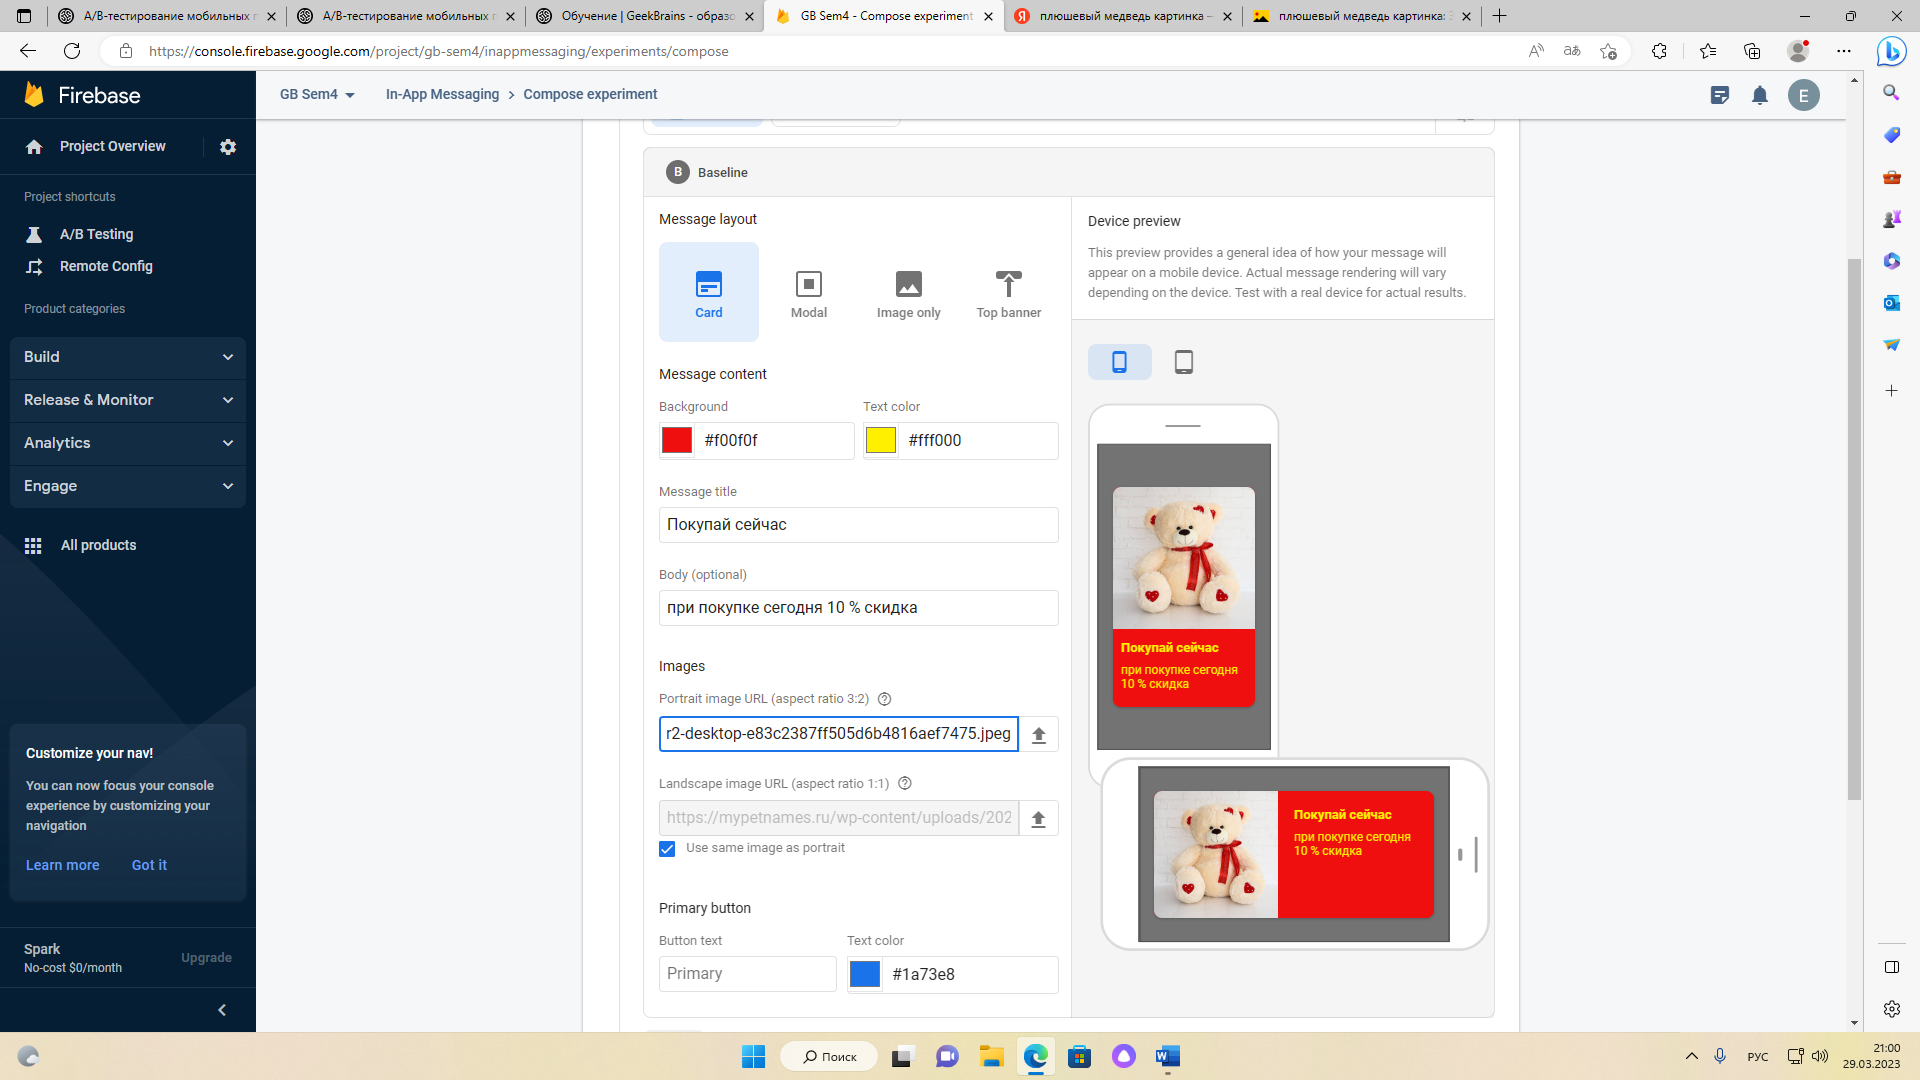 А/В-тестирование мобильных п
А/В-тестирование мобильных п
Обучение | GeekBrains - образо
GB Sem4 - Compose experiment
плюшевый медведь картинка —
плюшевый медведь картинка:
https://console.firebase.google.com/project/gb-sem4/inappmessaging/experiments/compose
Firebase
GB Sem4
In-App Messaging > Compose experiment
E
Project Overview
Project shortcuts
A/B Testing
Remote Config
Product categories
Build
Release & Monitor
Analytics
Engage
All products
Customize your nav!
You can now focus your console
experience by customizing your
navigation
Learn more
Got it
Spark
No-cost $0/month
Upgrade
B Baseline
Message layout
Card
Modal
Image only
Top banner
Message content
Background
Text color
#f00f0f
#fff000
Message title
Покупай сейчас
Body (optional)
при покупке сегодня 10 % скидка
Images
Portrait image URL (aspect ratio 3:2)
r2-desktop-e83c2387ff505d6b4816aef7475.jpeg
Landscape image URL (aspect ratio 1:1)
https://mypetnames.ru/wp-content/uploads/202
Use same image as portrait
Primary button
Button text
Text color
Primary
#1a73e8
Device preview
This preview provides a general idea of how your message will
appear on a mobile device. Actual message rendering will vary
depending on the device. Test with a real device for actual results.
Покупай сейчас
при покупке сегодня
10 % скидка
Покупай сейчас
при покупке сегодня
10 % скидка
Поиск
РУС
21:00
29.03.2023